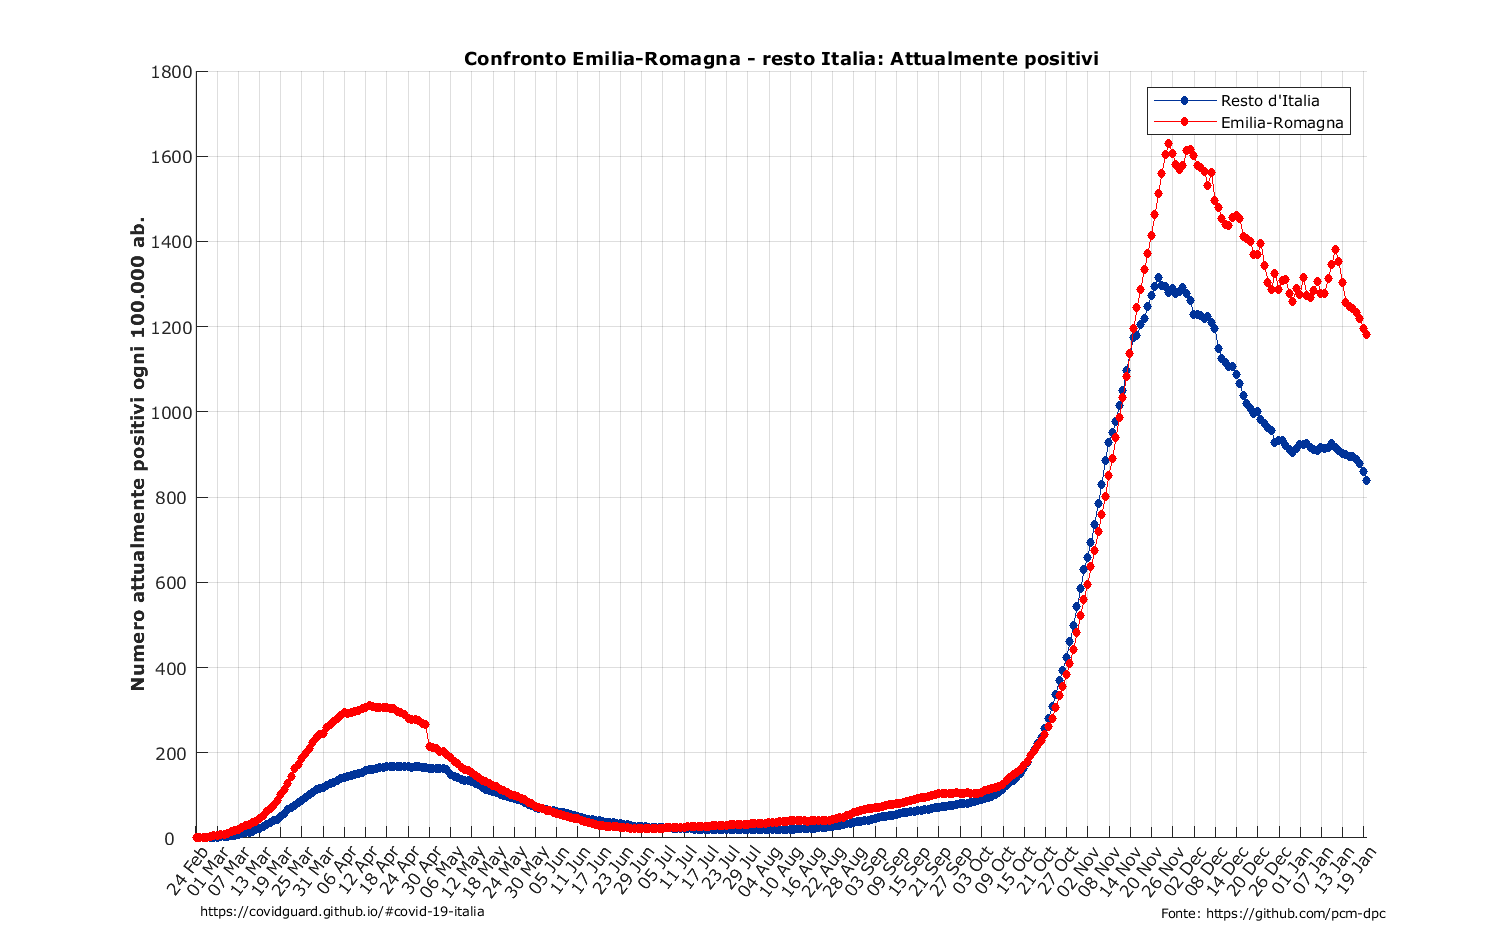 Confronto Emilia-Romagna - resto Italia: Attualmente positivi
Resto d'Italia
Emilia-Romagna
Numero attualmente positivi ogni 100.000 ab.
1800
1600
1400
1200
1000
800
600
400
200
0
24 Feb
01 Mar
07 Mar
13 Mar
19 Mar
25 Mar
31 Mar
06 Apr
12 Apr
18 Apr
24 Apr
30 Apr
06 May
12 May
18 May
24 May
30 May
05 Jun
11 Jun
17 Jun
23 Jun
29 Jun
05 Jul
11 Jul
17 Jul
23 Jul
29 Jul
04 Aug
10 Aug
16 Aug
22 Aug
28 Aug
03 Sep
09 Sep
15 Sep
21 Sep
27 Sep
03 Oct
09 Oct
15 Oct
21 Oct
27 Oct
02 Nov
08 Nov
14 Nov
20 Nov
26 Nov
02 Dec
08 Dec
14 Dec
20 Dec
26 Dec
01 Jan
07 Jan
13 Jan
19 Jan
https://covidguard.github.io/#covid-19-italia
Fonte: https://github.com/pcm-dpc